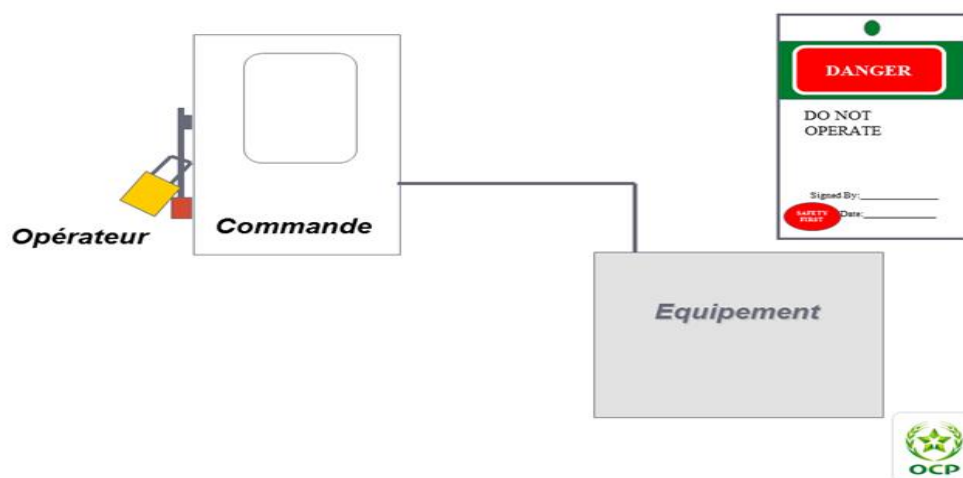 DANGER
DO NOT
OPERATE
Signed By:
SAFETY
FIRST
Date:
Opérateur
Commande
Equipement
OCP